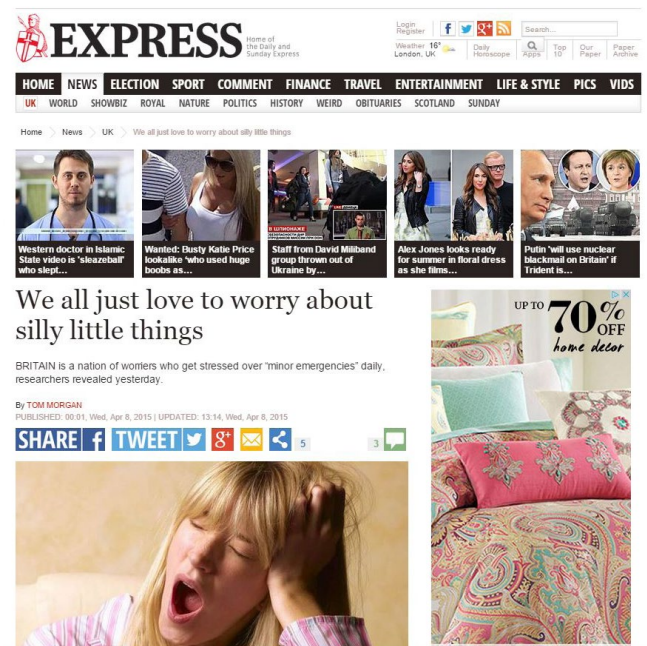 EXPRESS
Home of
the Daily and
Sunday Express
Login
Register
Search...
Weather 16°
London, UK
Daily
Horoscope
Apps
Top
10
Our
Paper
Paper
Archive
HOME NEWS ELECTION SPORT COMMENT FINANCE TRAVEL ENTERTAINMENT LIFE & STYLE PICS VIDS
UK WORLD SHOWBIZ ROYAL NATURE POLITICS HISTORY WEIRD OBITUARIES SCOTLAND SUNDAY
Home News UK We all just love to worry about silly little things
Western doctor in Islamic
State video is 'sleazeball'
who slept...
Wanted: Busty Katie Price
lookalike 'who used huge
boobs as...
Staff from David Miliband
group thrown out of
Ukraine by...
Alex Jones looks ready
for summer in floral dress
as she films...
Putin 'will use nuclear
blackmail on Britain' if
Trident is...
We all just love to worry about
silly little things
BRITAIN is a nation of worriers who get stressed over "minor emergencies" daily,
researchers revealed yesterday.
By TOM MORGAN
PUBLISHED: 00:01, Wed, Apr 8, 2015 | UPDATED: 13:14, Wed, Apr 8, 2015
SHARE f TWEET g+ 5 3
UP TO 70% OFF
home decor